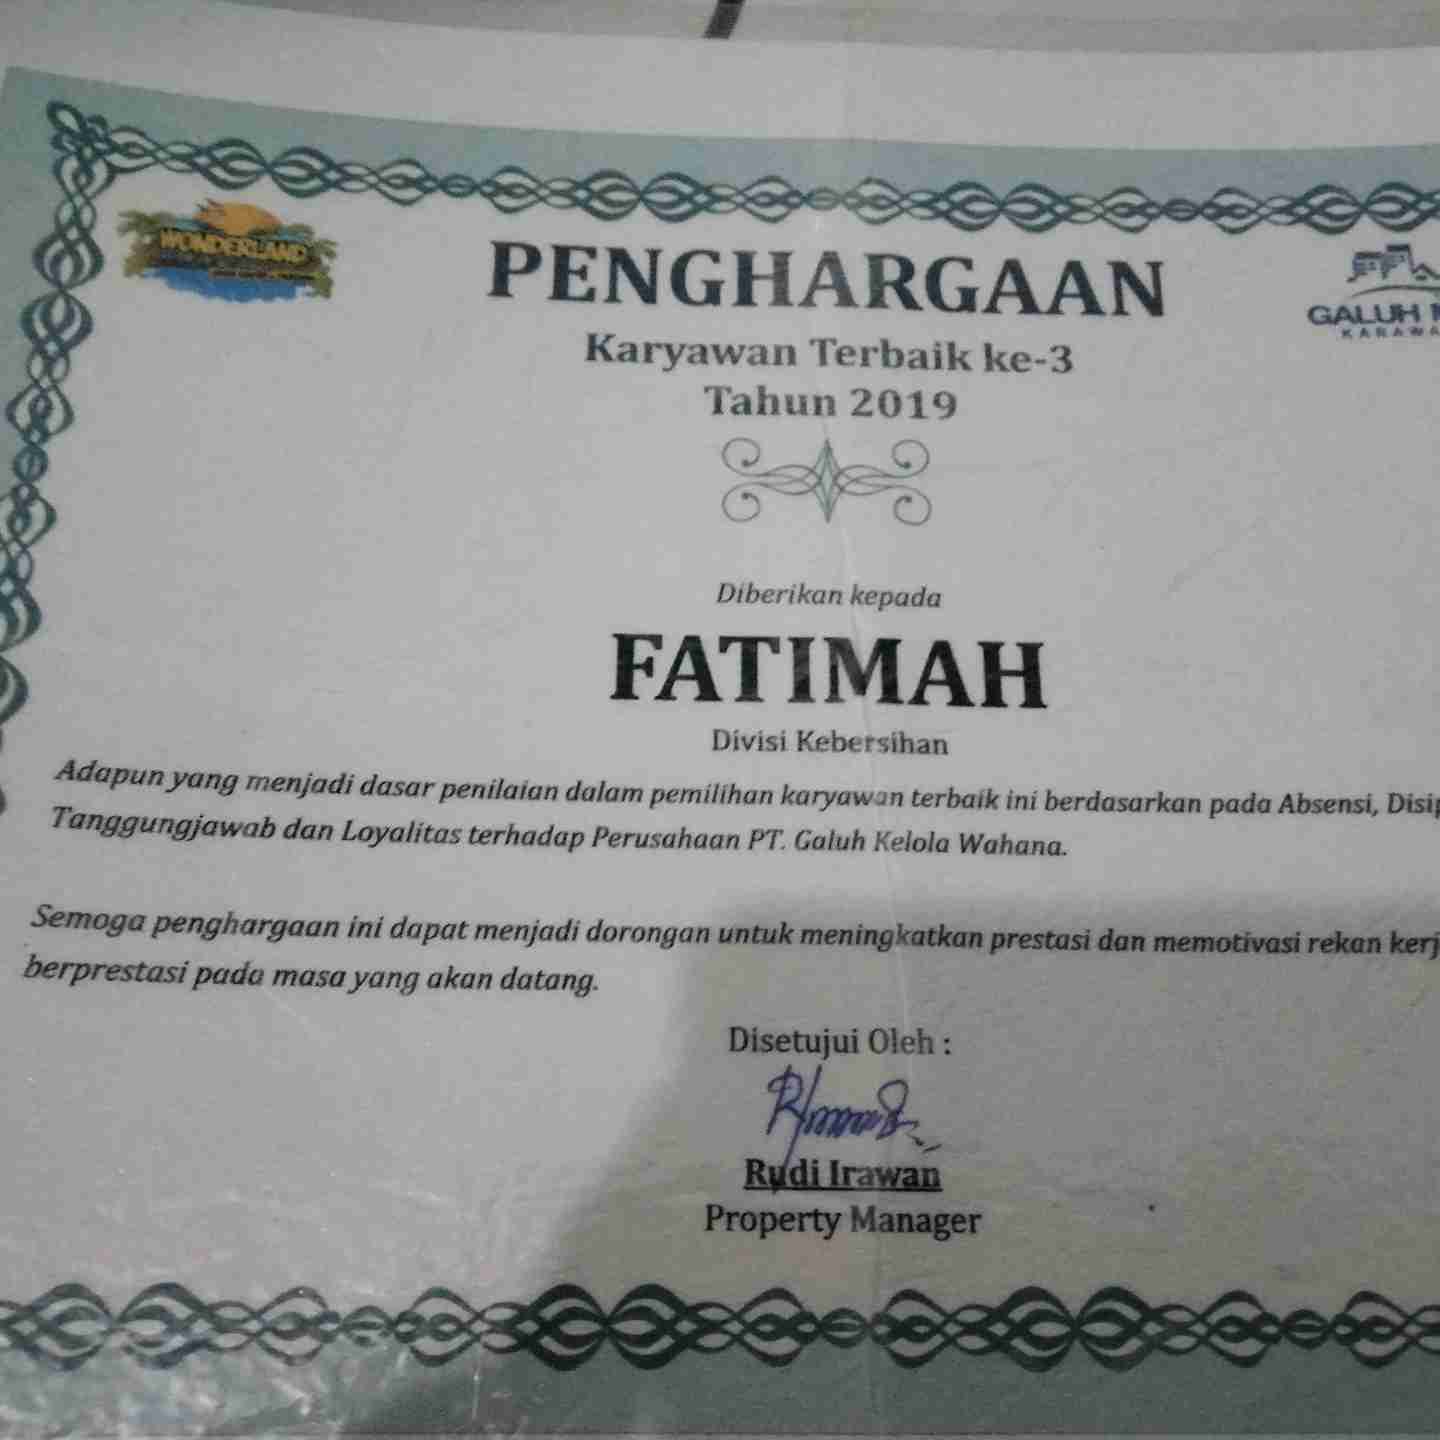 WONDERLAND
PENGHARGAAN
GALUH
Karyawan Terbaik ke-3
Tahun 2019
Diberikan kepada
FATIMAH
Divisi Kebersihan
Adapun yang menjadi dasar penilaian dalam pemilihan karyawan terbaik ini berdasarkan pada Absensi,
Tanggungjawab dan Loyalitas terhadap Perusahaan PT. Galuh Kelola Wahana.
Semoga penghargaan ini dapat menjadi dorongan untuk meningkatkan prestasi dan memotivasi rekan
berprestasi pada masa yang akan datang.
Disetujui Oleh :
Rudi Irawan
Property Manager